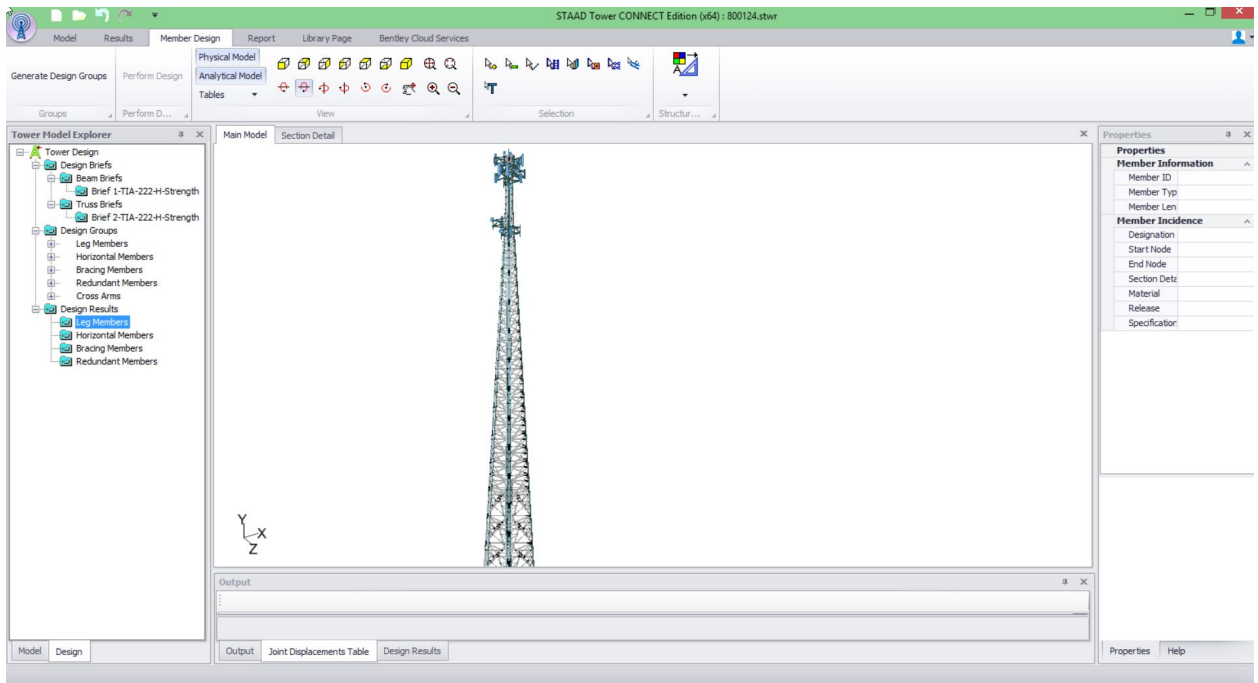 STAAD Tower CONNECT Edition (x64) : 800124.stwr
Model Results Member Design Report Library Page Bentley Cloud Services
Generate Design Groups
Perform Design
Physical Model
Analytical Model
Tables
Groups
Perform D...
View
Selection
Structur...
Tower Model Explorer
Tower Design
Design Briefs
Beam Briefs
Brief 1-TIA-222-H-Strength
Truss Briefs
Brief 2-TIA-222-H-Strength
Design Groups
Leg Members
Horizontal Members
Bracing Members
Redundant Members
Cross Arms
Design Results
Leg Members
Horizontal Members
Bracing Members
Redundant Members
Model Design
Main Model Section Detail
Y
X
Z
Output
Output Joint Displacements Table Design Results
Properties
Properties
Member Information
Member ID
Member Typ
Member Len
Member Incidence
Designation
Start Node
End Node
Section Deta
Material
Release
Specification
Properties Help